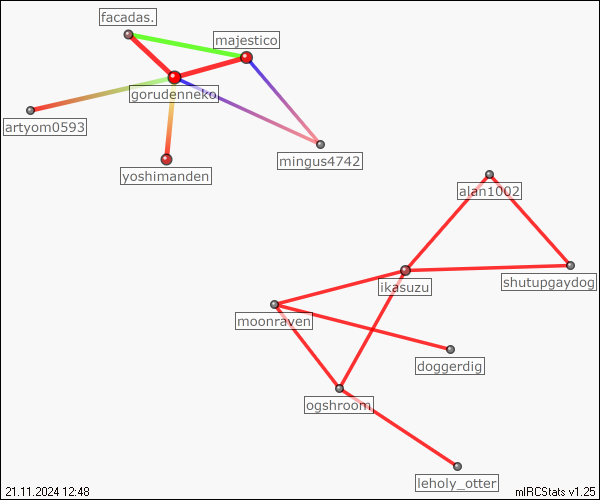 facadas.
majestico
gorudenneko
artyom0593
mingus4742
yoshimanden
alan1002
shutupgaydog
ikasuzu
moonraven
doggerdig
ogshroom
leholy_otter
21.11.2024 12:48
mIRCStats v1.25